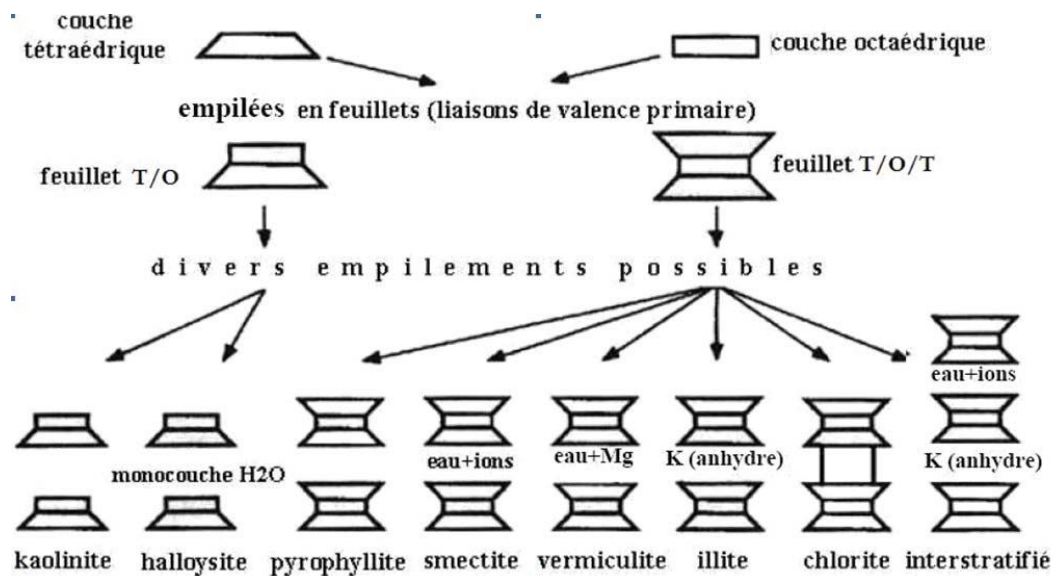 couche
tétraédrique
couche octaédrique
empilées en feuillets (liaisons de valence primaire)
feuillet T/O
feuillet T/O/T
divers empilements possibles
eau+ions
monocouche H2O
eau+ions
eau+Mg
K (anhydre)
K (anhydre)
kaolinite halloysite pyrophyllite smectite vermiculite illite chlorite interstratifié